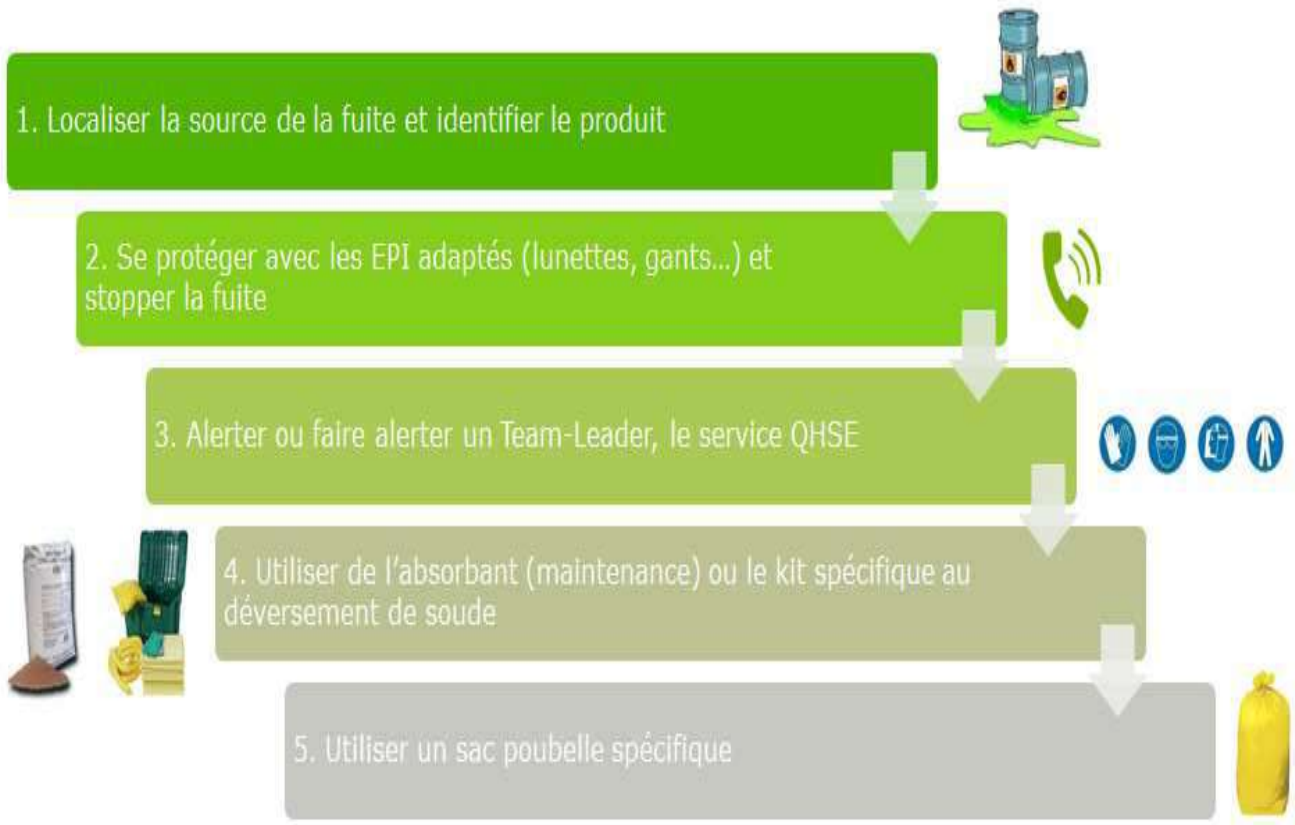 1. Localiser la source de la fuite et identifier le produit
2. Se protéger avec les EPI adaptés (lunettes, gants...) et
stopper la fuite
3. Alerter ou faire alerter un Team-Leader, le service QHSE
4. Utiliser de l'absorbant (maintenance) ou le kit spécifique au
déversement de soude
5. Utiliser un sac poubelle spécifique